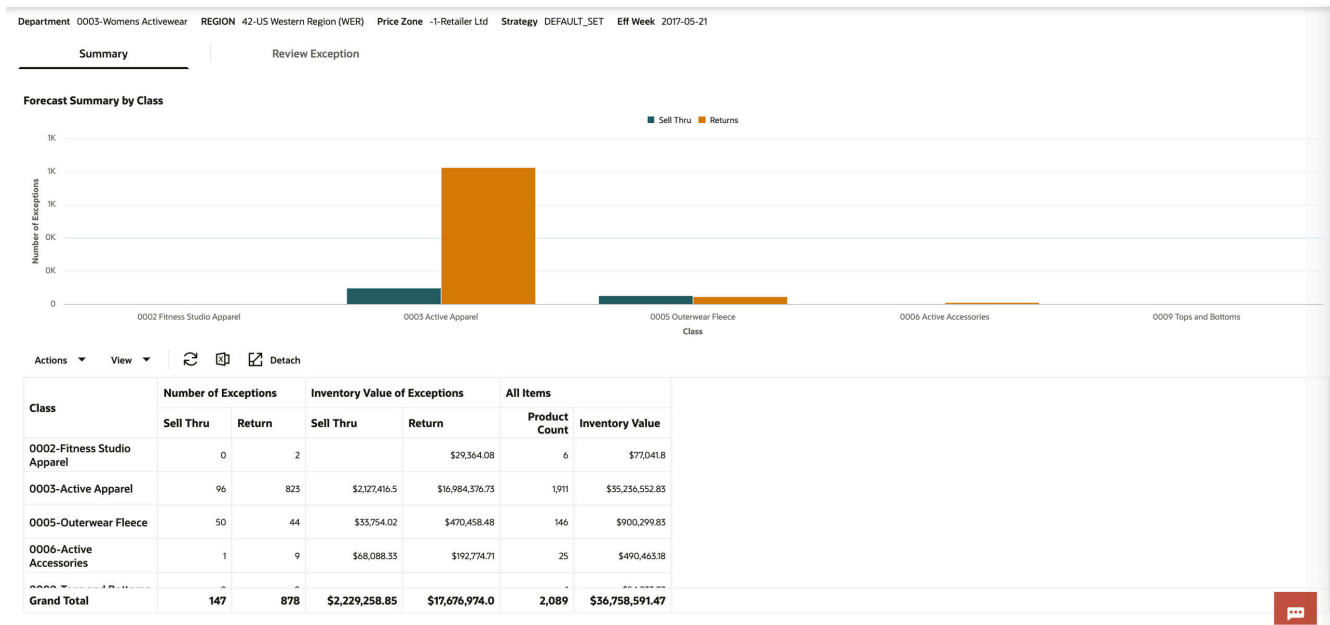 Department 0003-Womens Activewear REGION 42-US Western Region (WER) Price Zone -1-Retailer Ltd Strategy DEFAULT_SET Eff Week 2017-05-21
Summary Review Exception
Forecast Summary by Class
Sell Thru Returns
1K
1K
1K
0K
0K
0
Number of Exceptions
0002 Fitness Studio Apparel 0003 Active Apparel 0005 Outerwear Fleece 0006 Active Accessories 0009 Tops and Bottoms
Class
Actions View Detach
Class Number of Exceptions Inventory Value of Exceptions All Items
Sell Thru Return Sell Thru Return Product Count Inventory Value
0002-Fitness Studio
Apparel 0 2 $29,364.08 6 $77,041.8
0003-Active Apparel 96 823 $2,127,416.5 $16,984,376.73 1,911 $35,236,552.83
0005-Outerwear Fleece 50 44 $33,754.02 $470,458.48 146 $900,299.83
0006-Active
Accessories 1 9 $68,088.33 $192,774.71 25 $490,463.18
Grand Total 147 878 $2,229,258.85 $17,676,974.0 2,089 $36,758,591.47